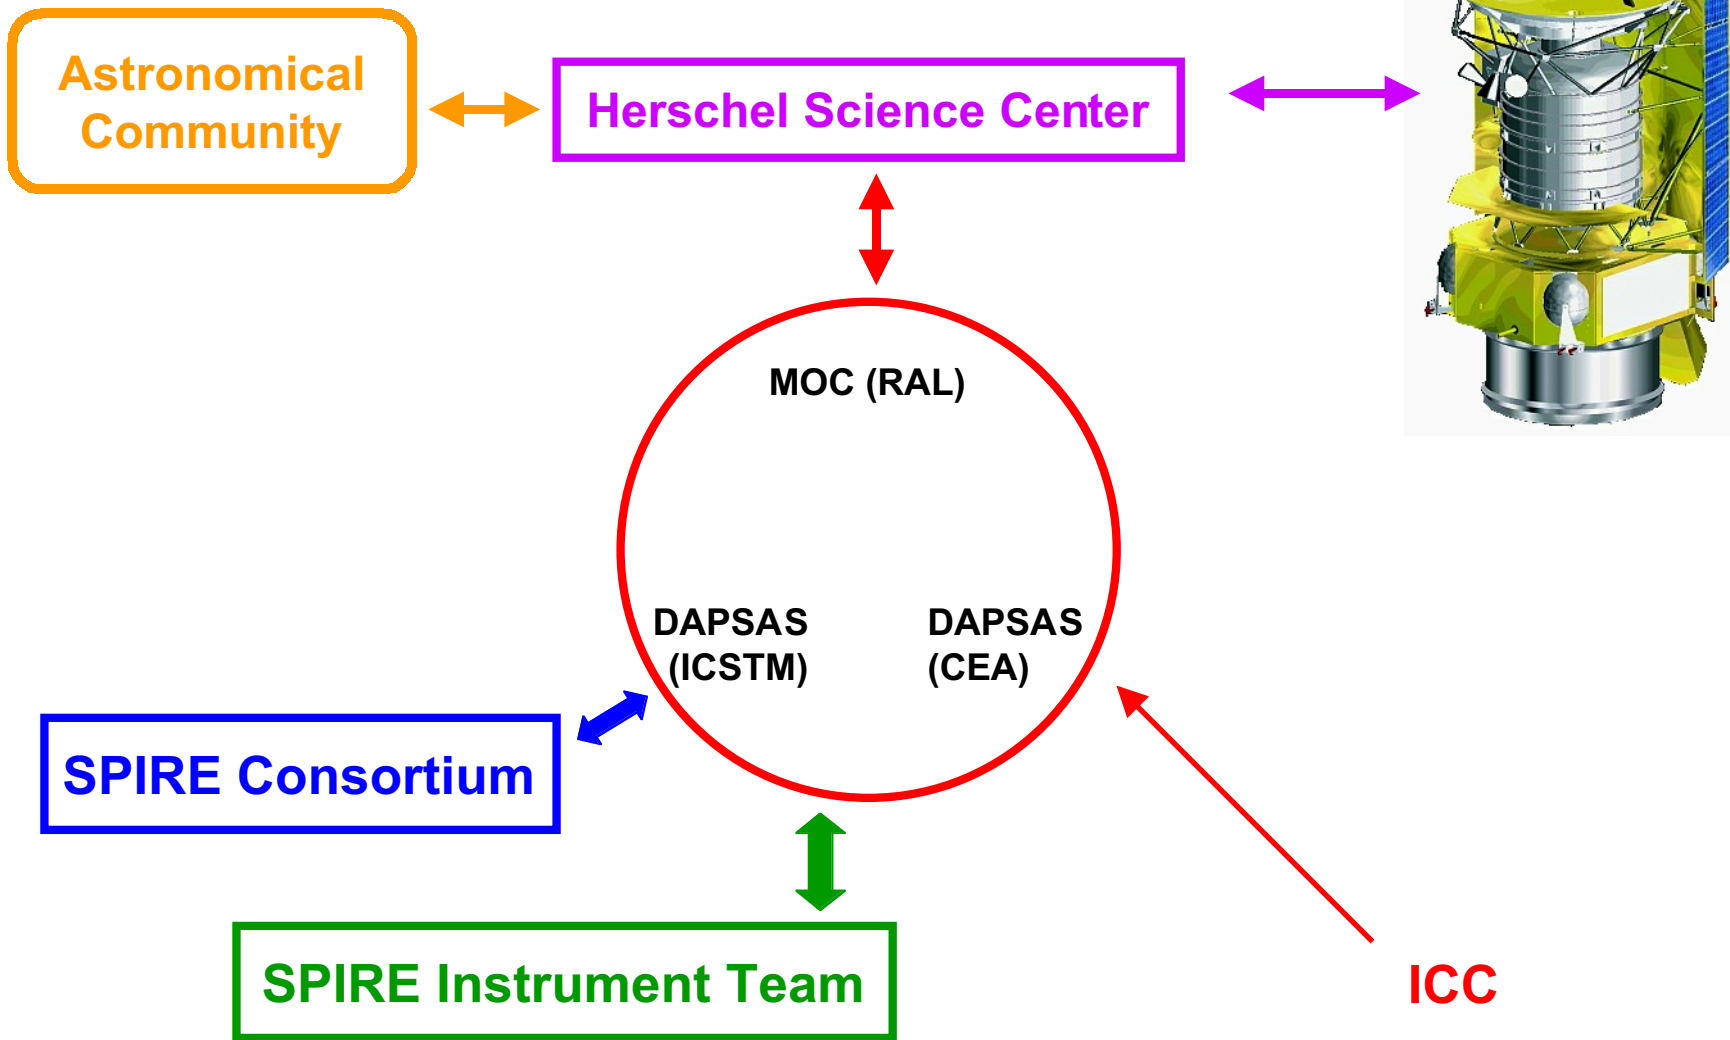 Astronomical
Community
Herschel Science Center
MOC (RAL)
DAPSAS
(ICSTM)
DAPSAS
(CEA)
SPIRE Consortium
SPIRE Instrument Team
ICC